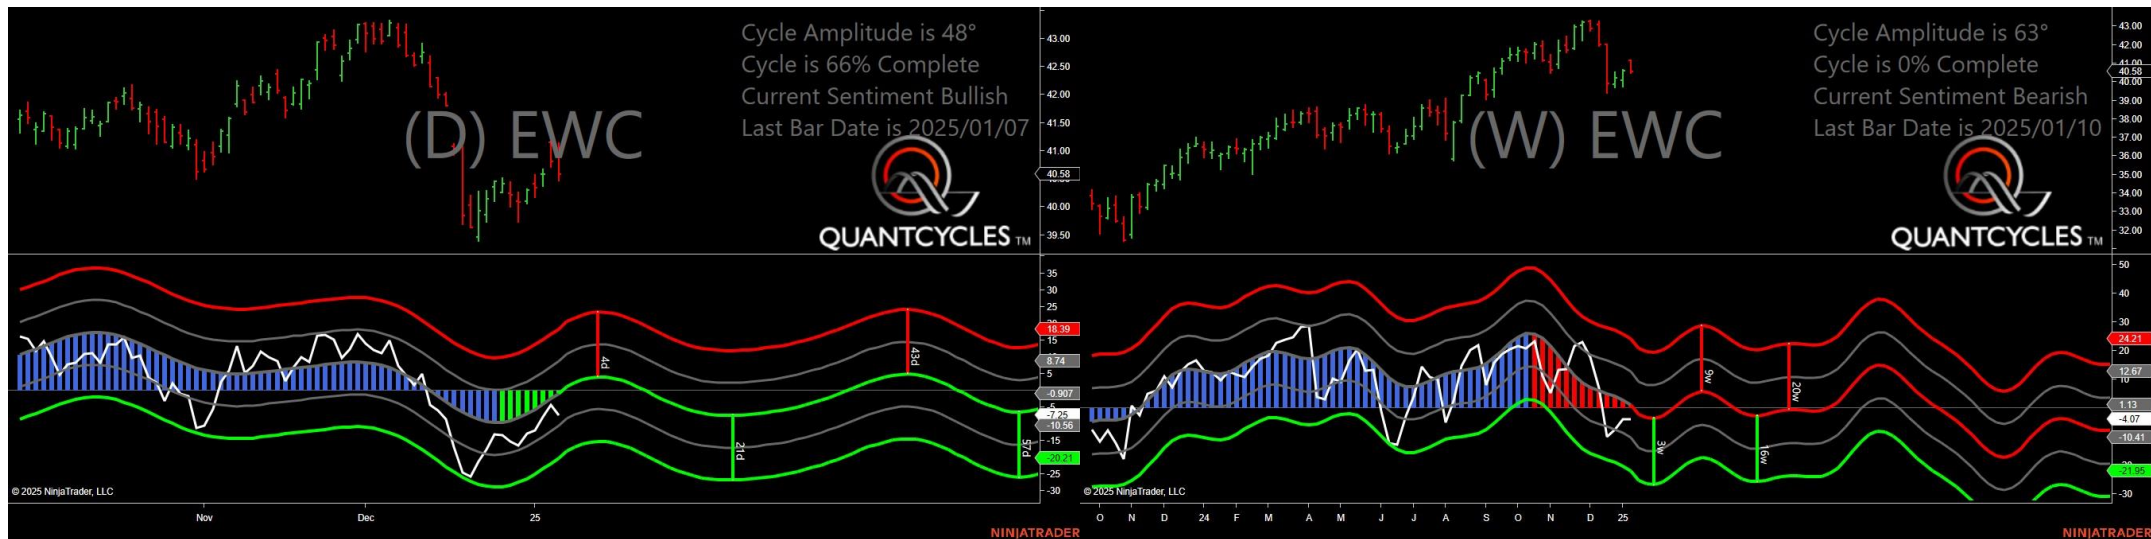 Cycle Amplitude is 48°
Cycle is 66% Complete
Current Sentiment Bullish
Last Bar Date is 2025/01/07
(D) EWC
QUANTCYCLES TM
43.00
42.50
42.00
41.50
41.00
40.58
40.00
39.50
35
30
25
18.39
15
8.74
5
-0.907
-7.25
-10.56
-15
-20.21
-25
-30
4d
21d
43d
57d
© 2025 NinjaTrader, LLC
Nov
Dec
25
NINJATRADER
Cycle Amplitude is 63°
Cycle is 0% Complete
Current Sentiment Bearish
Last Bar Date is 2025/01/10
(W) EWC
QUANTCYCLES TM
43.00
42.00
41.00
40.58
40.00
39.00
38.00
37.00
36.00
35.00
34.00
33.00
32.00
50
40
30
24.21
20
12.67
10
1.13
-4.07
-10.41
-21.95
-30
3w
9w
16w
20w
© 2025 NinjaTrader, LLC
O
N
D
24
F
M
A
M
J
J
A
S
O
N
D
25
NINJATRADER